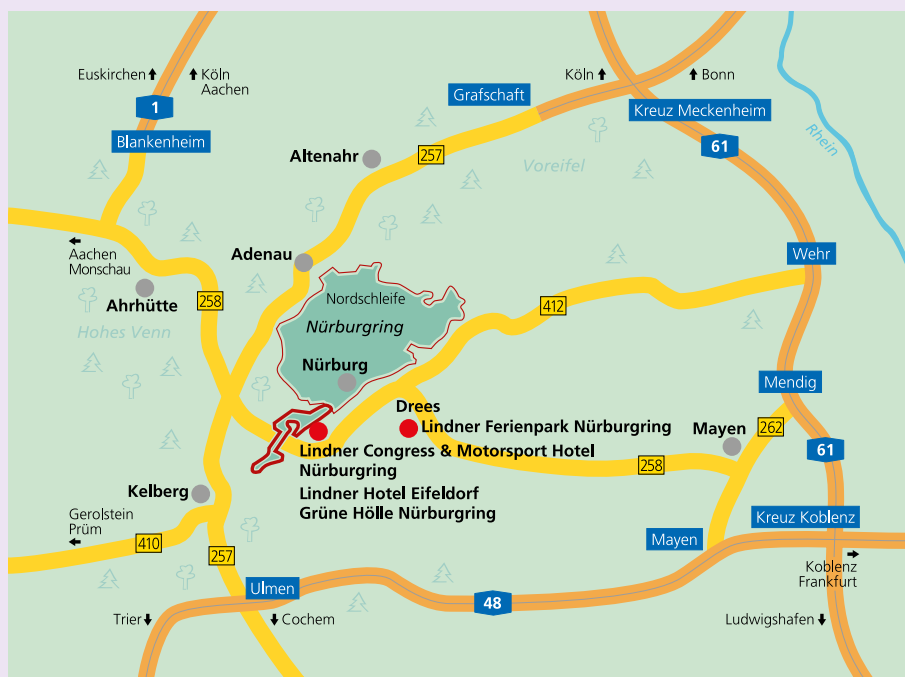 Euskirchen
Köln
Aachen
Köln
Bonn
Grafschaft
1
Kreuz Meckenheim
Blankenheim
61
Rhein
Altenahr
257
Voreifel
Aachen
Monschau
Adenau
Wehr
Ahrhütte
258
Nordschleife
412
Nürburgring
Hohes Venn
Nürburg
Mendig
Drees
Lindner Ferienpark Nürburgring
Mayen
262
Lindner Congress & Motorsport Hotel
Nürburgring
61
258
Kelberg
Lindner Hotel Eifeldorf
Grüne Hölle Nürburgring
Gerolstein
Prüm
Kreuz Koblenz
410
Mayen
257
Koblenz
Frankfurt
Ulmen
48
Trier
Cochem
Ludwigshafen